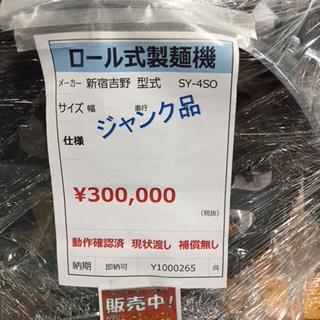 ロール式製麺機
メーカー 新宿吉野 型式 SY-4SO
サイズ 幅 奥行
ジャンク品
仕様
¥300,000
(税抜)
動作確認済 現状渡し 補償無し
納期 即納可 Y1000265 呉
販売中!